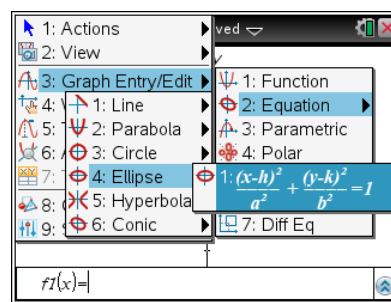 1: Actions
2: View
3: Graph Entry/Edit
4:
5:
6:
7:
8:
9:
1: Line
2: Parabola
3: Circle
4: Ellipse
5: Hyperbola
6: Conic
ved
1: Function
2: Equation
3: Parametric
4: Polar
1: (x-h)²/a² + (y-k)²/b² =1
7: Diff Eq
f1(x)=